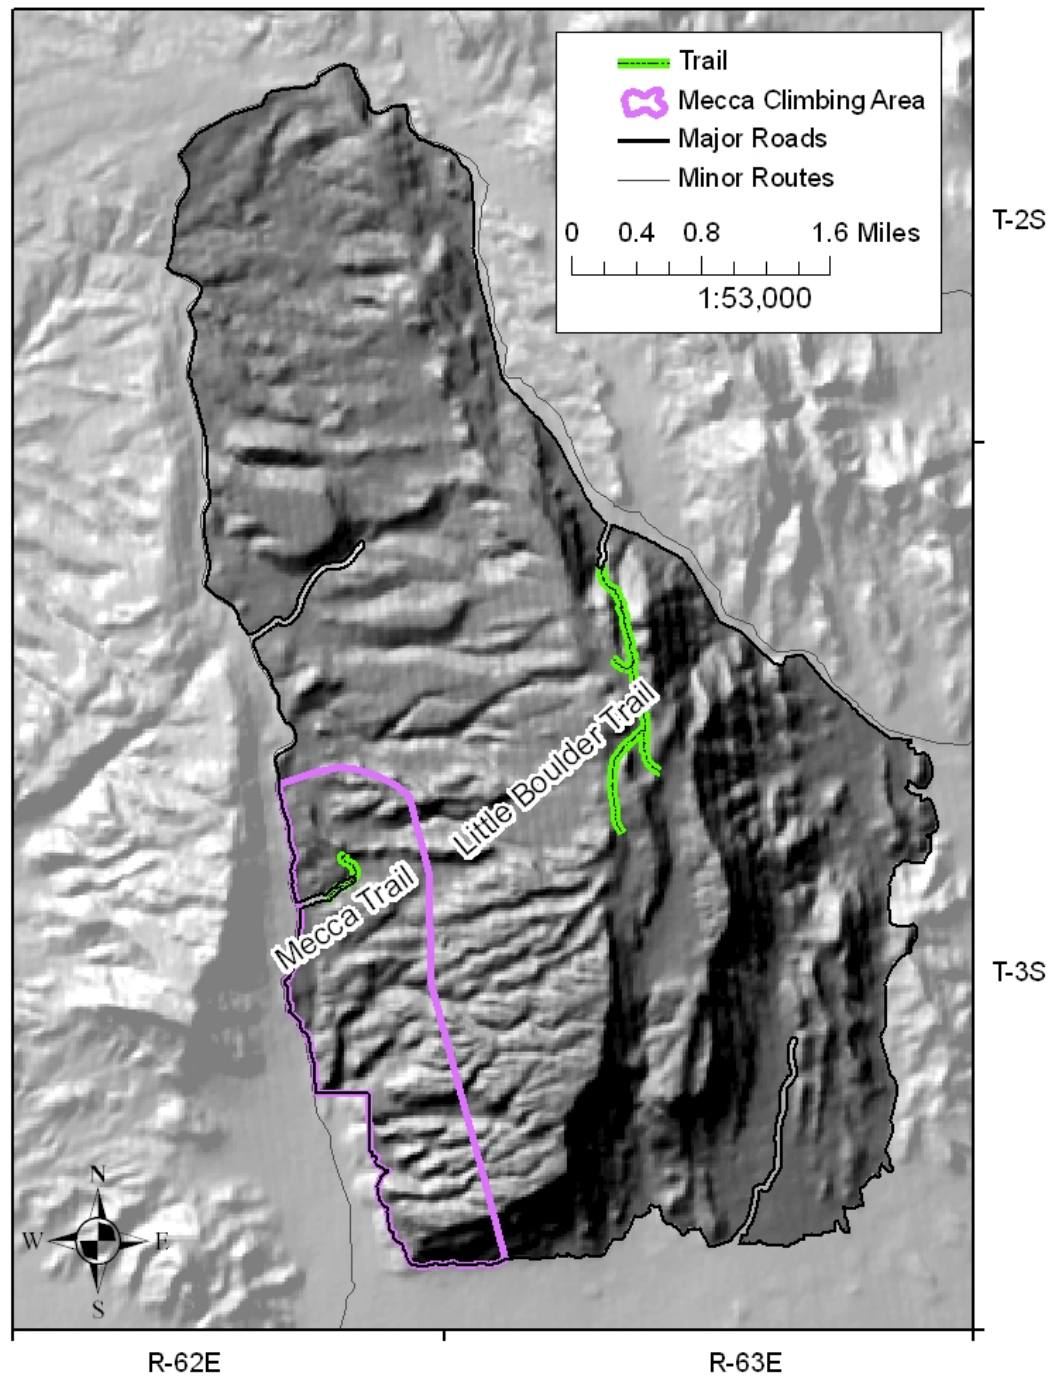 Trail
Mecca Climbing Area
Major Roads
Minor Routes
0 0.4 0.8 1.6 Miles
1:53,000
T-2S
Little Boulder Trail
Mecca Trail
T-3S
N
W E
S
R-62E R-63E